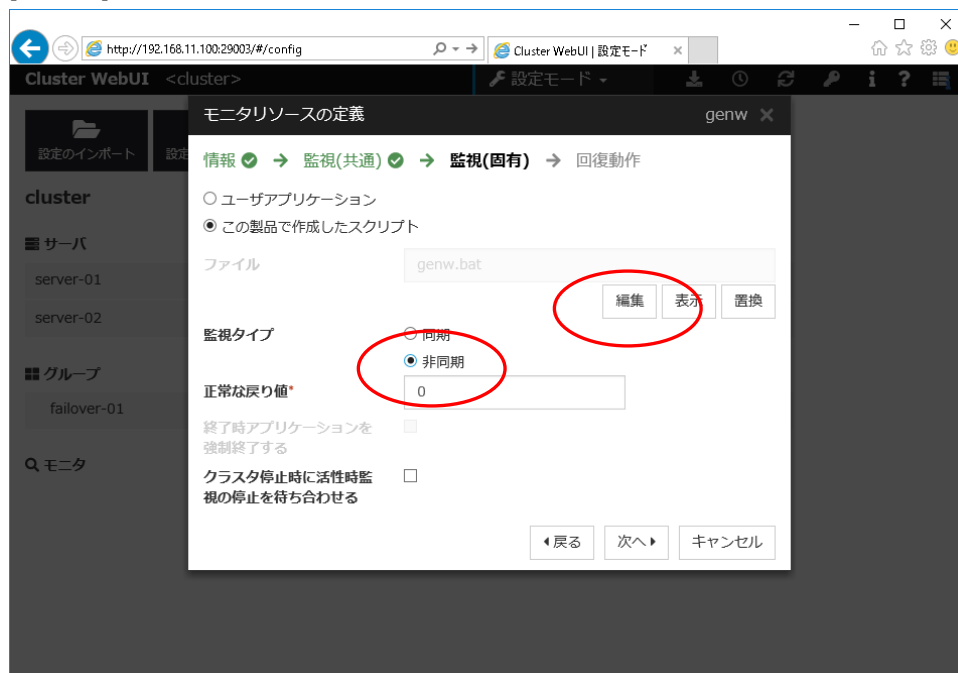 http://192.168.11.100:29003/#/config
Cluster WebUI | 設定モード
Cluster WebUI <cluster>
設定モード
モニタリソースの定義
genw
設定のインポート
設定
情報 → 監視(共通) → 監視(固有) → 回復動作
cluster
ユーザアプリケーション
この製品で作成したスクリプト
サーバ
ファイル
genw.bat
server-01
編集
表示
置換
server-02
監視タイプ
同期
非同期
グループ
正常な戻り値*
0
failover-01
終了時アプリケーションを
強制終了する
モニタ
クラスタ停止時に活性時監
視の停止を待ち合わせる
戻る
次へ
キャンセル